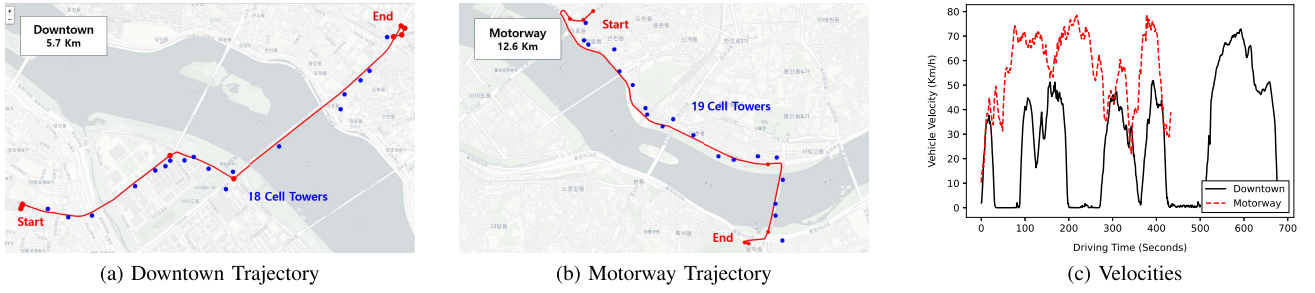 +
-
Downtown
5.7 Km
End
18 Cell Towers
Start
(a) Downtown Trajectory
Motorway
12.6 Km
Start
19 Cell Towers
End
(b) Motorway Trajectory
Vehicle Velocity (Km/h)
80
70
60
50
40
30
20
10
0
Downtown
Motorway
0 100 200 300 400 500 600 700
Driving Time (Seconds)
(c) Velocities